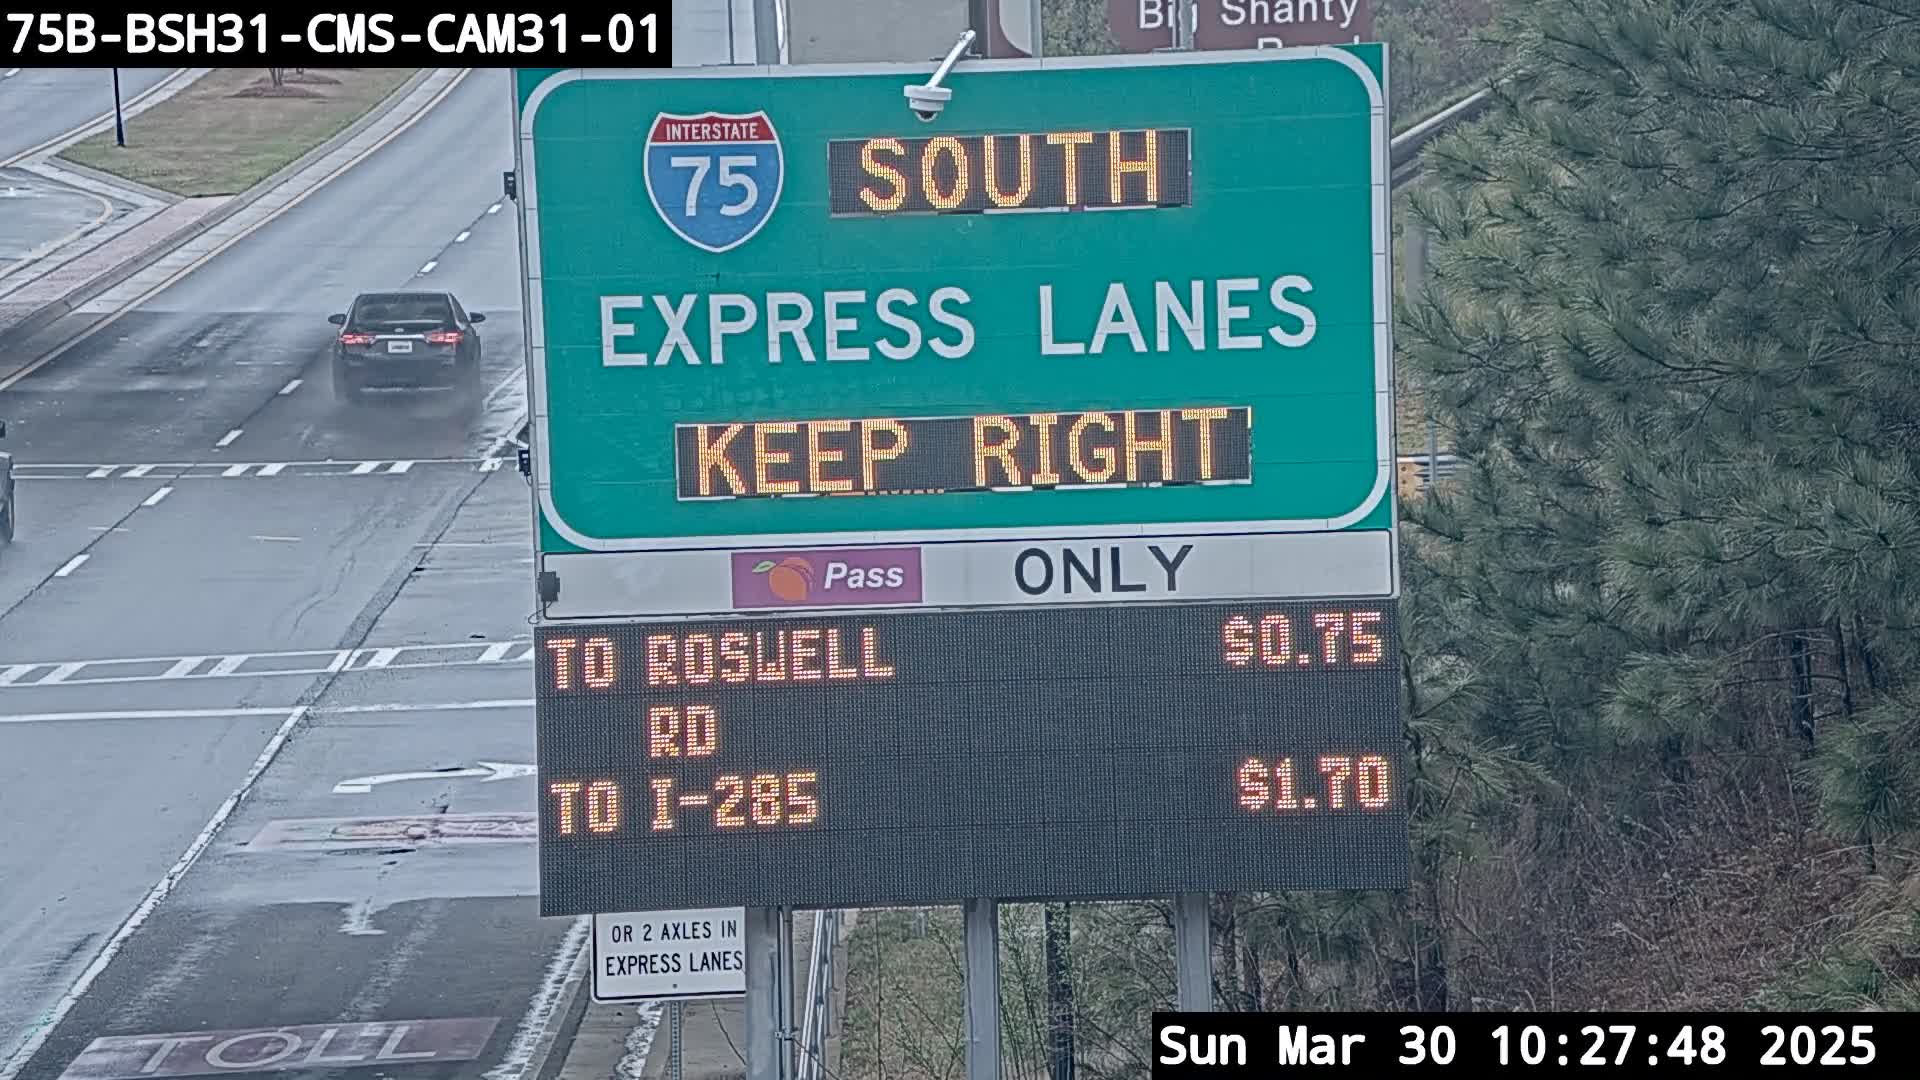 75B-BSH31-CMS-CAM31-01
Big Shanty
INTERSTATE
75
SOUTH
EXPRESS LANES
KEEP RIGHT
Pass ONLY
TO ROSWELL $0.75
RD
TO I-285 $1.70
OR 2 AXLES IN
EXPRESS LANES
TOLL
Sun Mar 30 10:27:48 2025